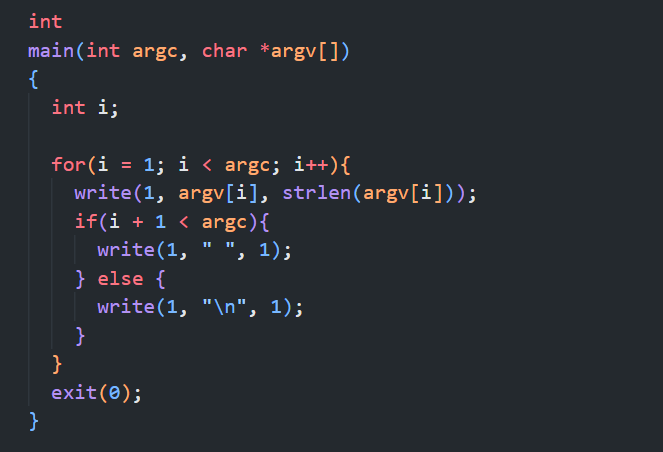 int
main(int argc, char *argv[])
{
  int i;

  for(i = 1; i < argc; i++){
    write(1, argv[i], strlen(argv[i]));
    if(i + 1 < argc){
      write(1, " ", 1);
    } else {
      write(1, "\n", 1);
    }
  }
  exit(0);
}